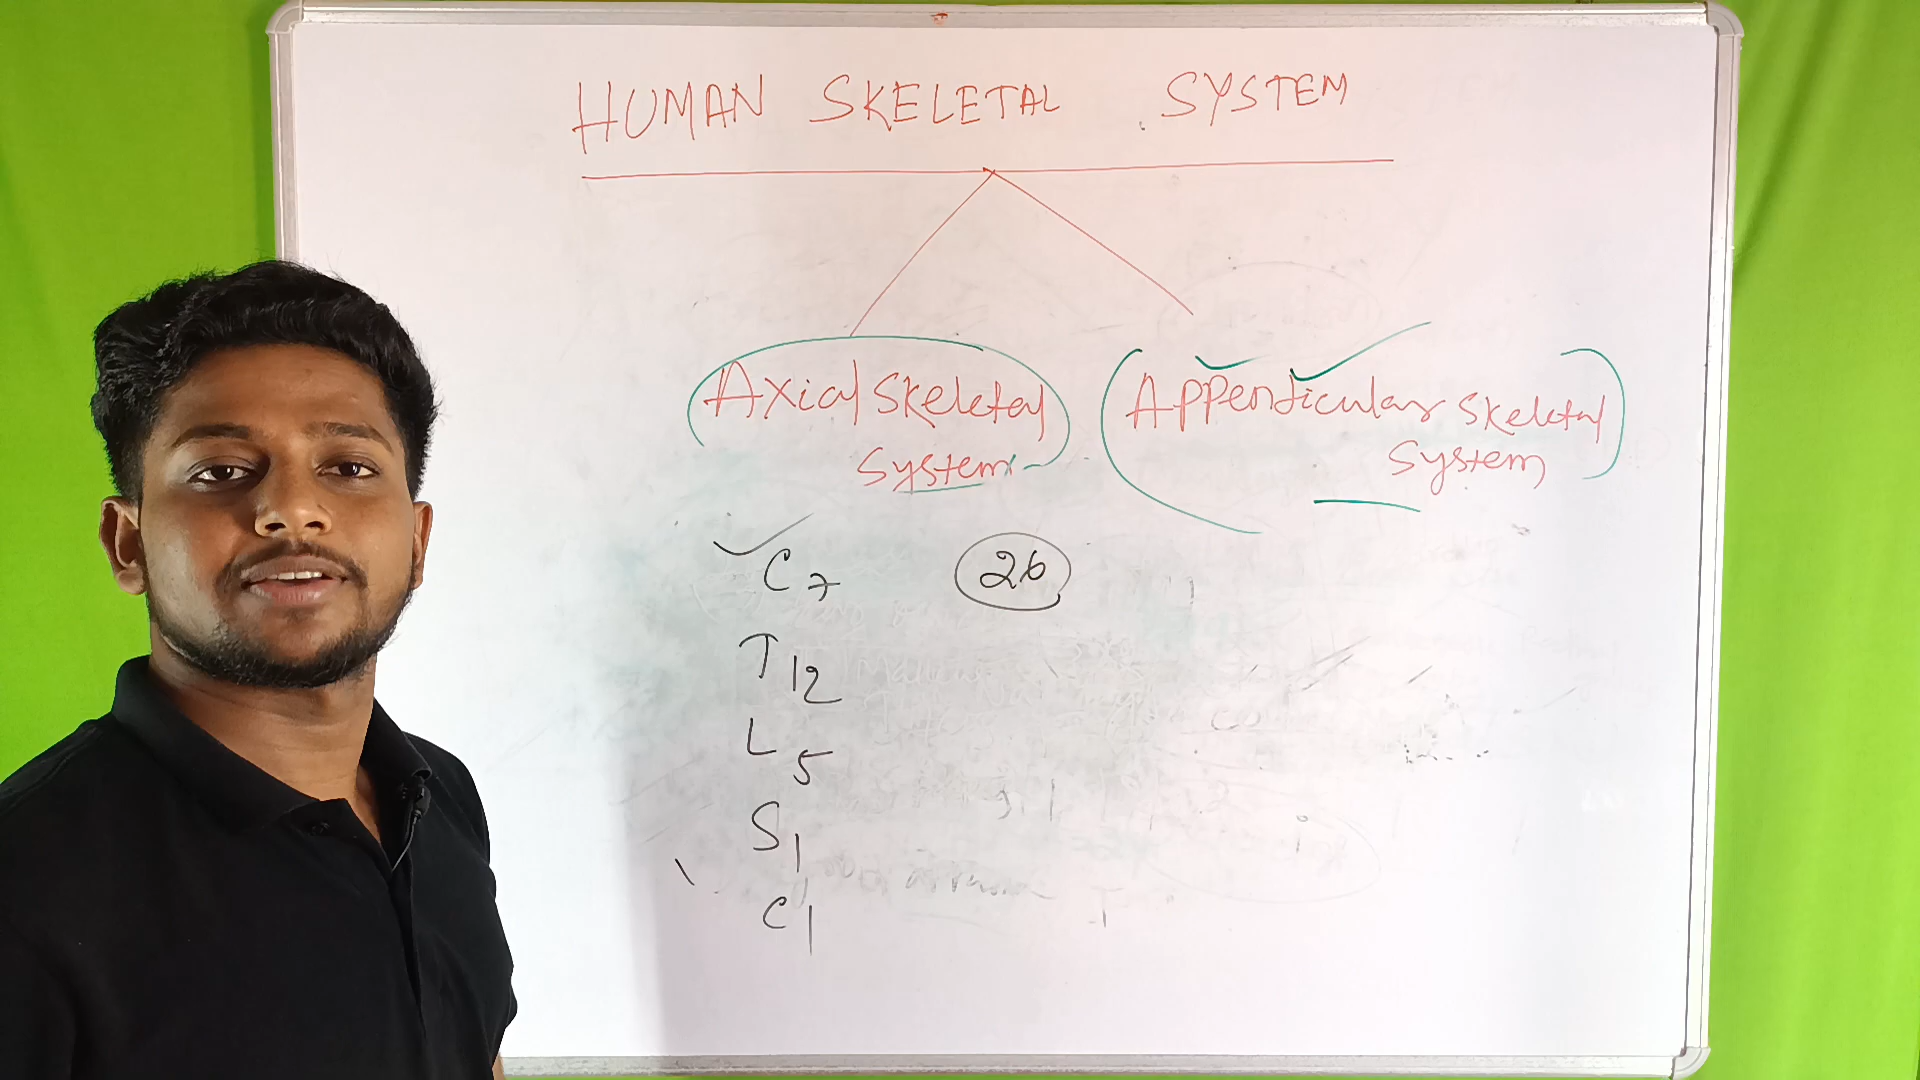 HUMAN SKELETAL SYSTEM
Axial Skeletal
System
Appendicular Skeletal
System
C7
26
T12
L5
S1
C1